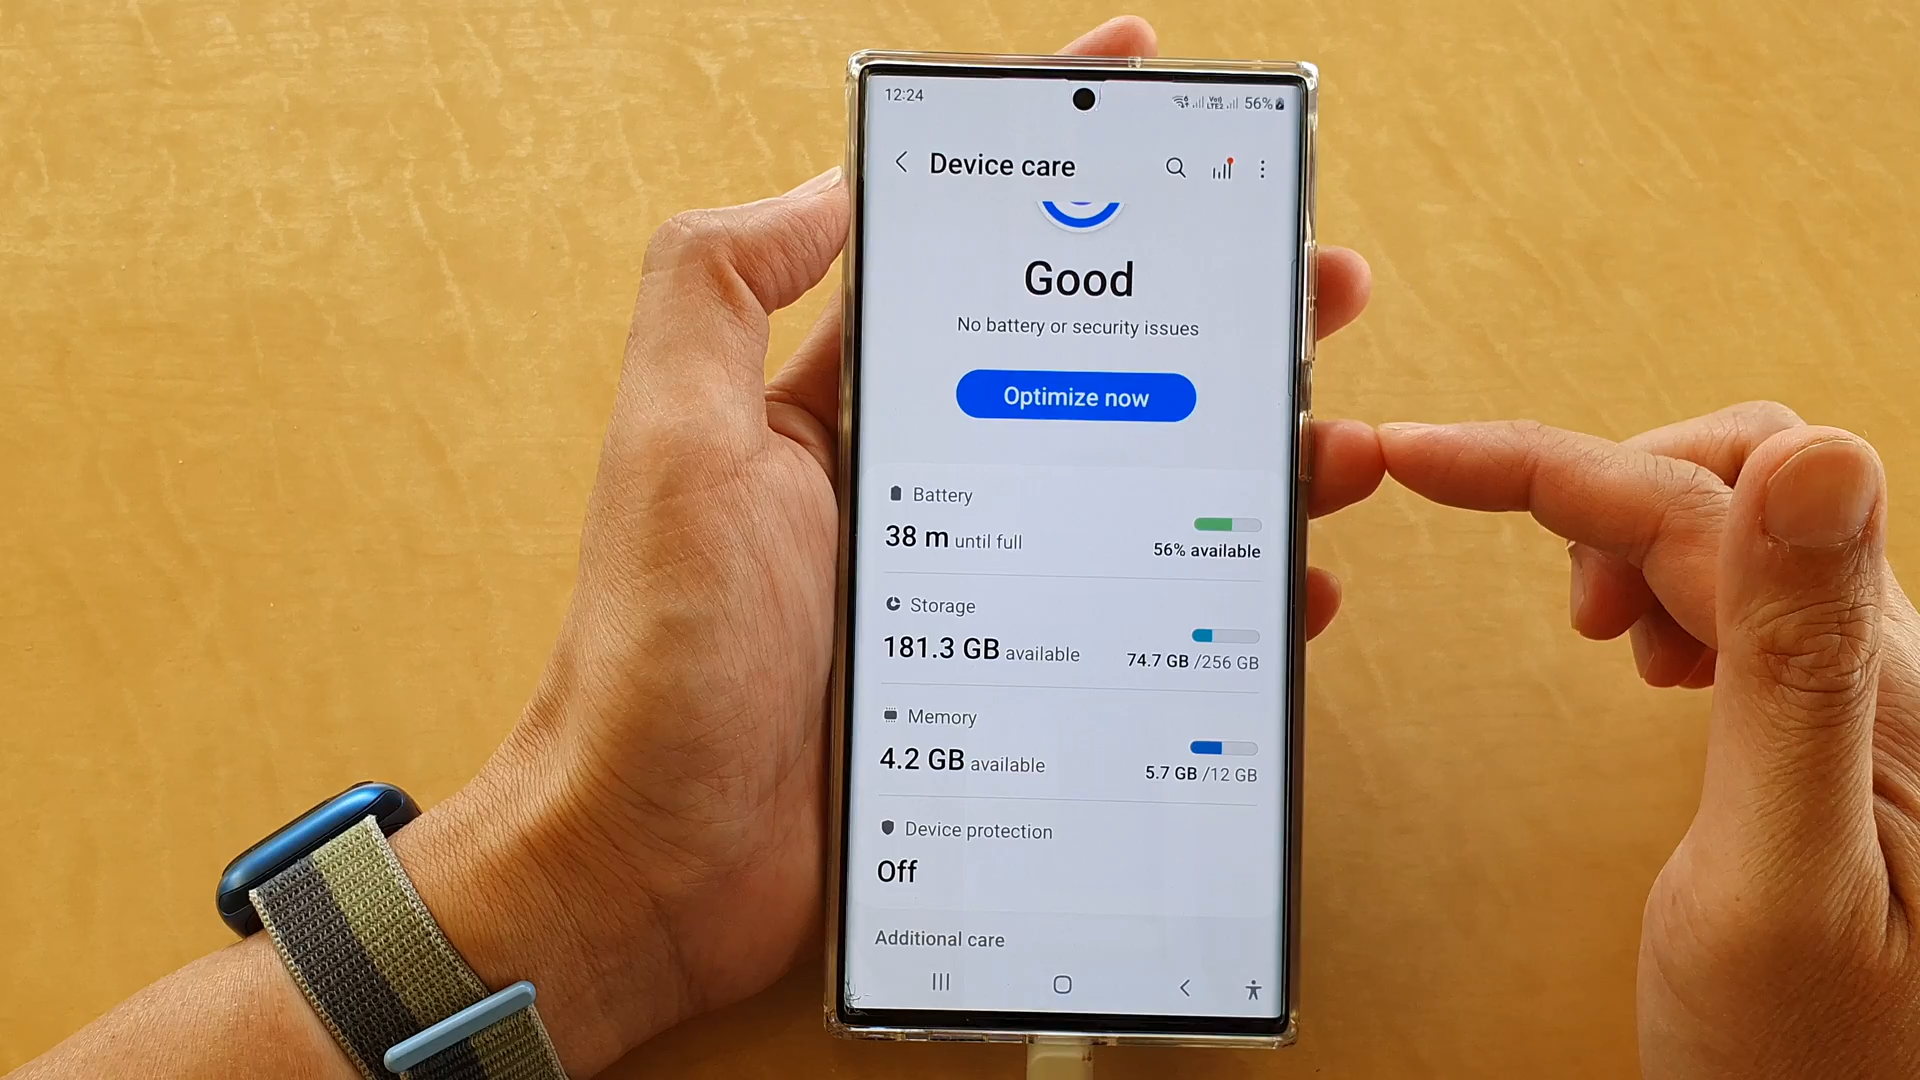 12:24
56%
Device care
Good
No battery or security issues
Optimize now
Battery
38 m until full
56% available
Storage
181.3 GB available
74.7 GB /256 GB
Memory
4.2 GB available
5.7 GB /12 GB
Device protection
Off
Additional care